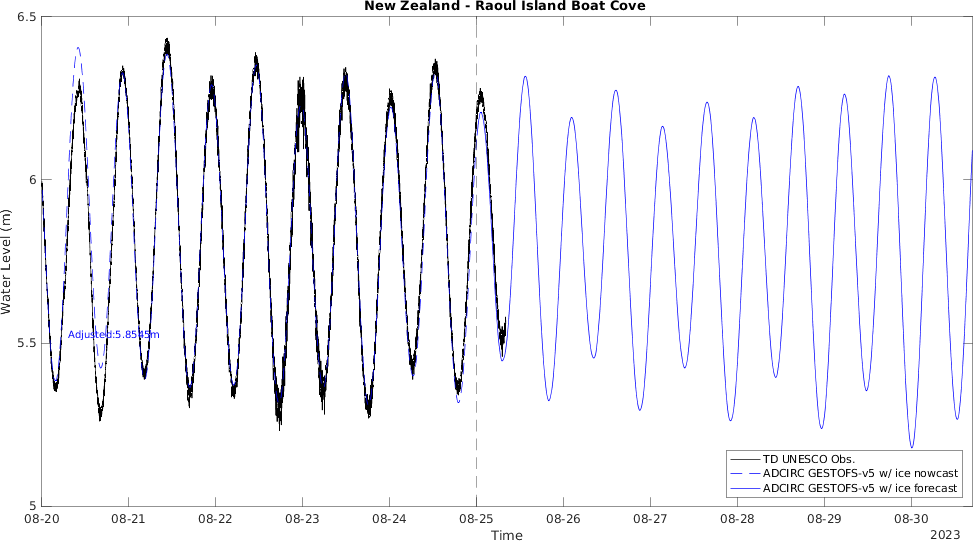 New Zealand - Raoul Island Boat Cove
6.5
6
5.5
5
Water Level (m)
Adjusted:5.8545m
TD UNESCO Obs.
ADCIRC GESTOFS-v5 w/ ice nowcast
ADCIRC GESTOFS-v5 w/ ice forecast
08-20 08-21 08-22 08-23 08-24 08-25 08-26 08-27 08-28 08-29 08-30
Time
2023